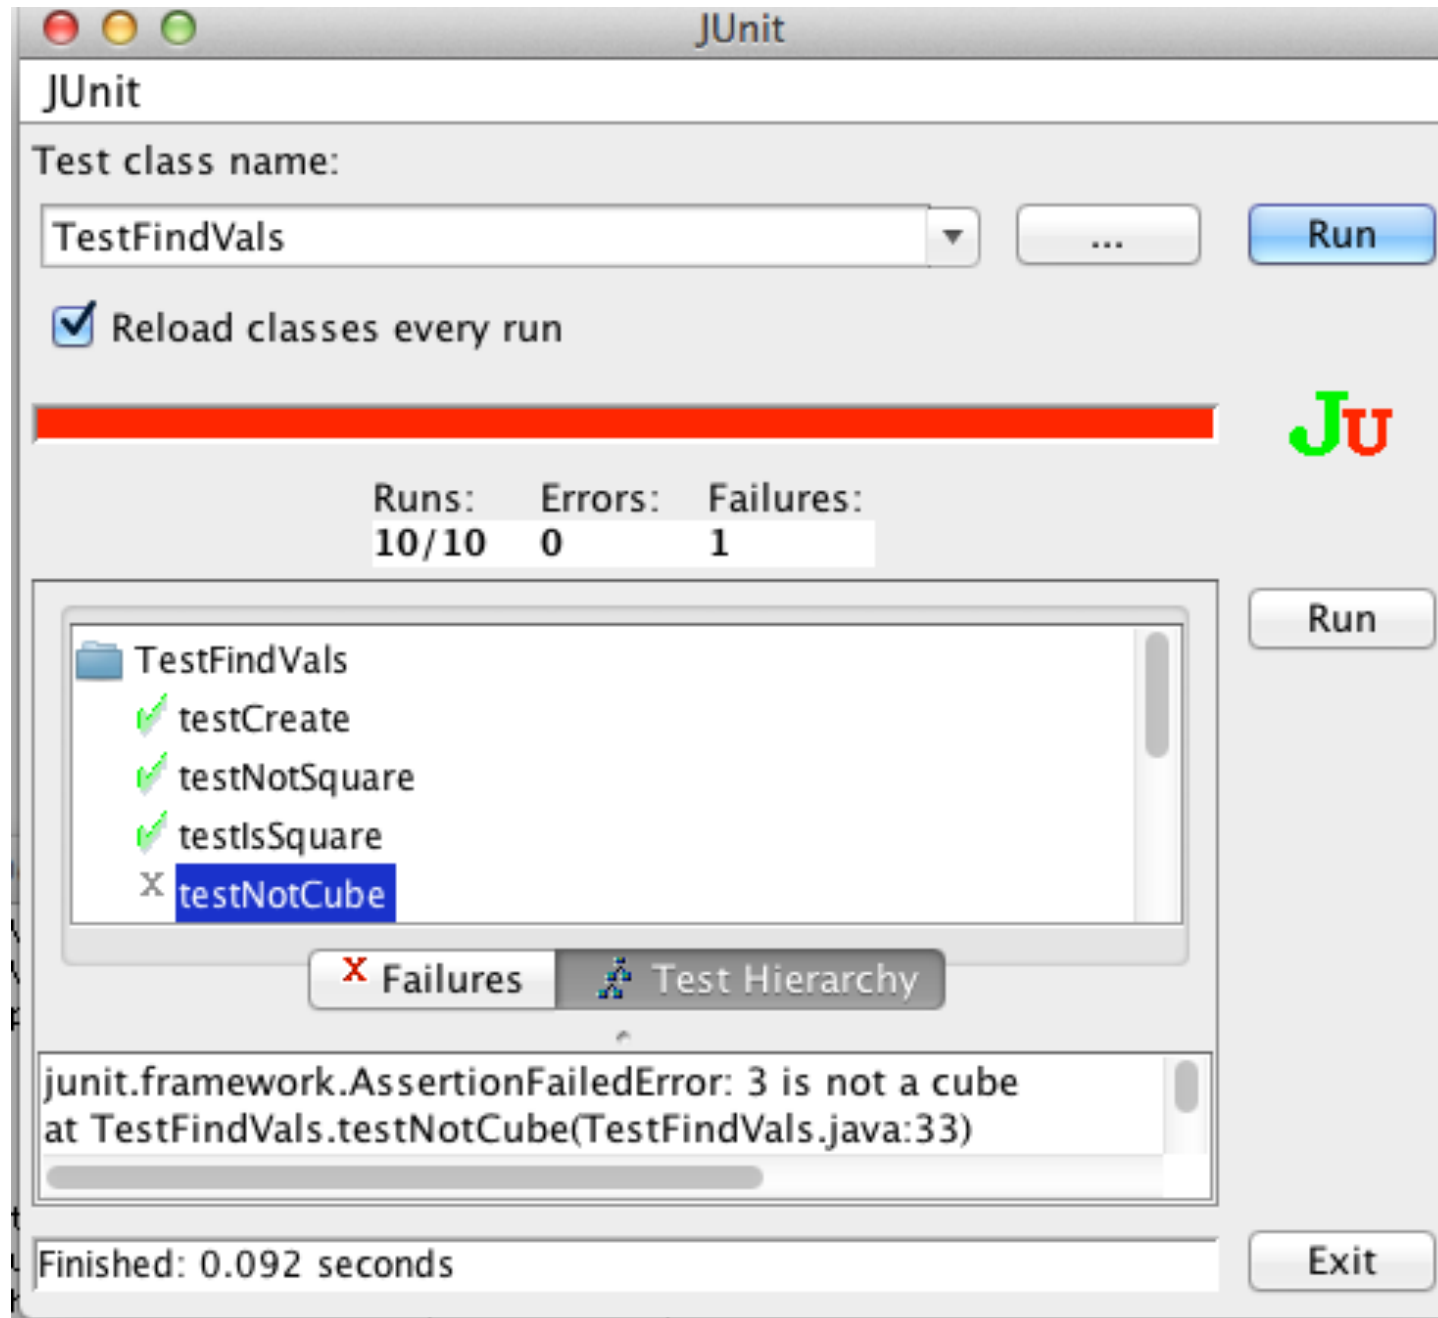 JUnit
JUnit
Test class name:
TestFindVals ... Run
Reload classes every run
JU
Runs: Errors: Failures:
10/10 0 1
Run
TestFindVals
testCreate
testNotSquare
testIsSquare
X testNotCube
X Failures Test Hierarchy
junit.framework.AssertionFailedError: 3 is not a cube
at TestFindVals.testNotCube(TestFindVals.java:33)
Finished: 0.092 seconds
Exit